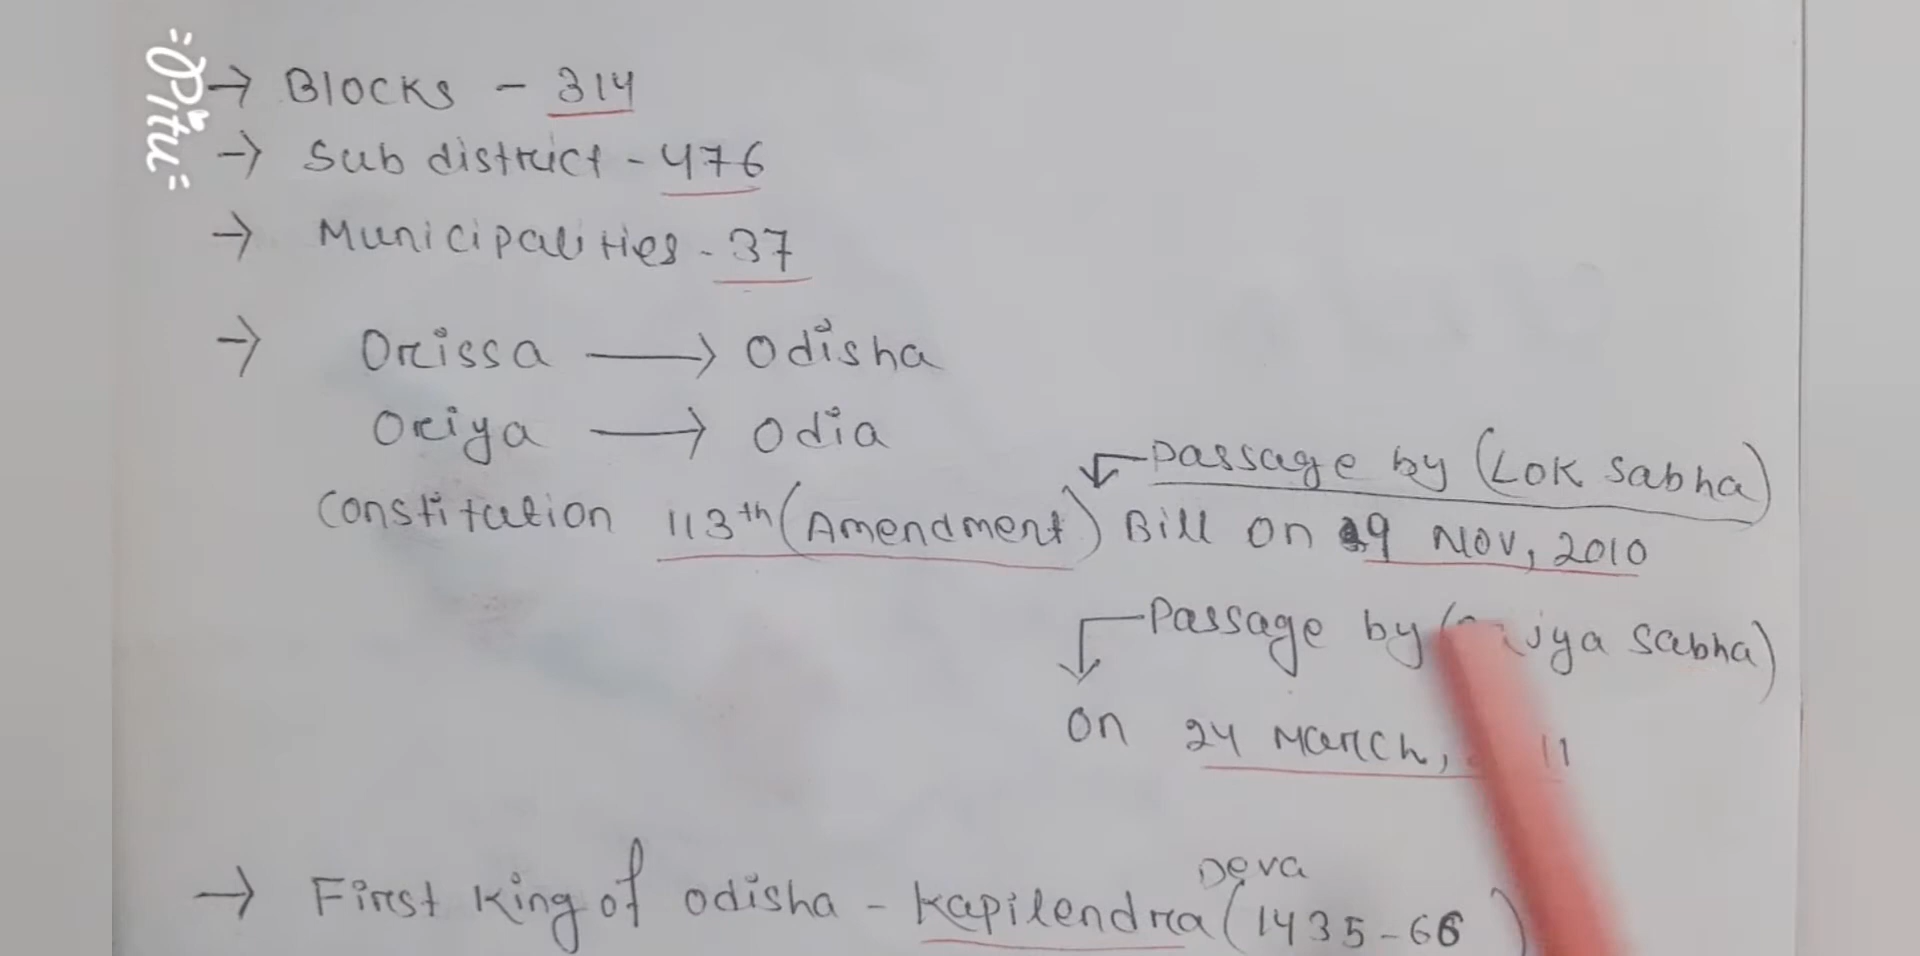 =Pitu=
→ Blocks - 314
→ Sub district - 476
→ Municipalities - 37
→ Orissa → Odisha
Oriya → Odia
passage by (Lok sabha)
Constitution 113th (Amendment) Bill on 9 Nov, 2010
Passage by sabha)
on 24 March,
Deva
→ First king of odisha - kapilendra (1435-66)